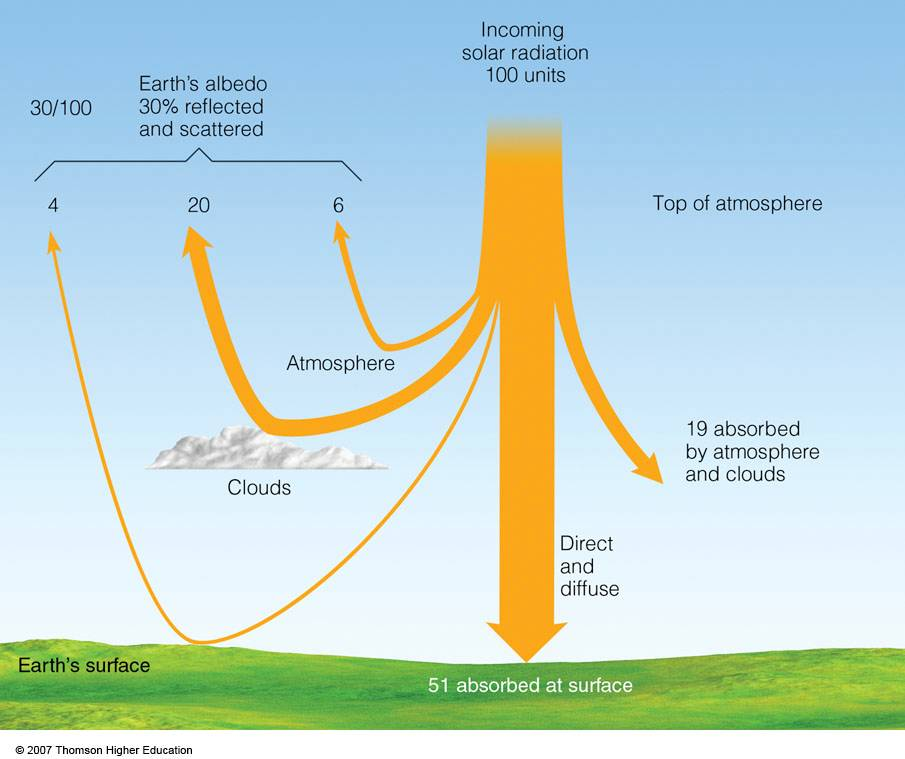 Incoming
solar radiation
100 units
30/100
Earth's albedo
30% reflected
and scattered
4
20
6
Top of atmosphere
Atmosphere
19 absorbed
by atmosphere
and clouds
Clouds
Direct
and
diffuse
Earth's surface
51 absorbed at surface
© 2007 Thomson Higher Education